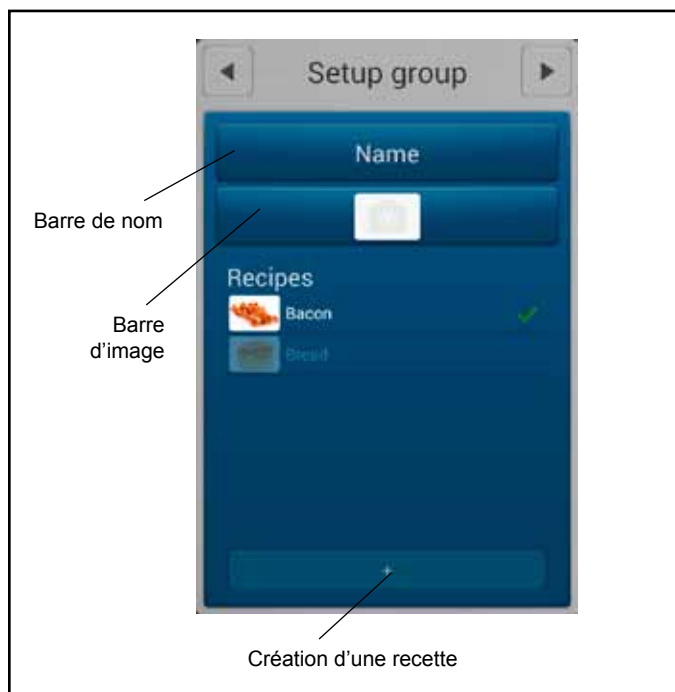 Setup group
Name
Barre de nom
Recipes
Bacon
Barre
d’image
Bread
+
Création d’une recette